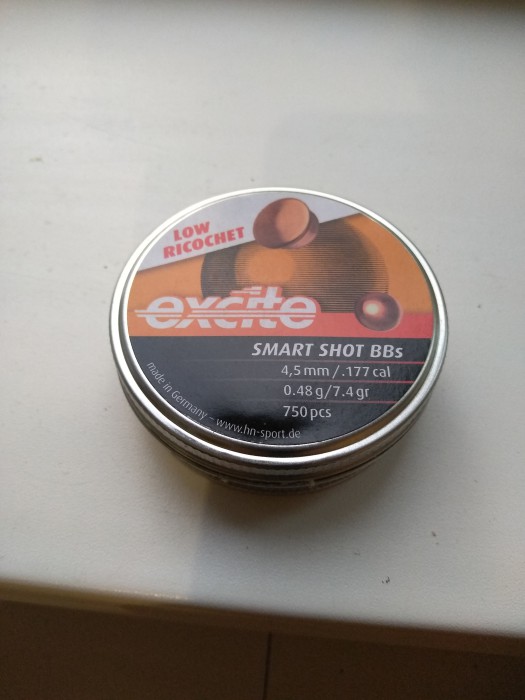 LOW
RICOCHET
excite
SMART SHOT BBs
4,5 mm / .177 cal
0.48 g/7.4 gr
750 pcs
made in Germany – www.hn-sport.de